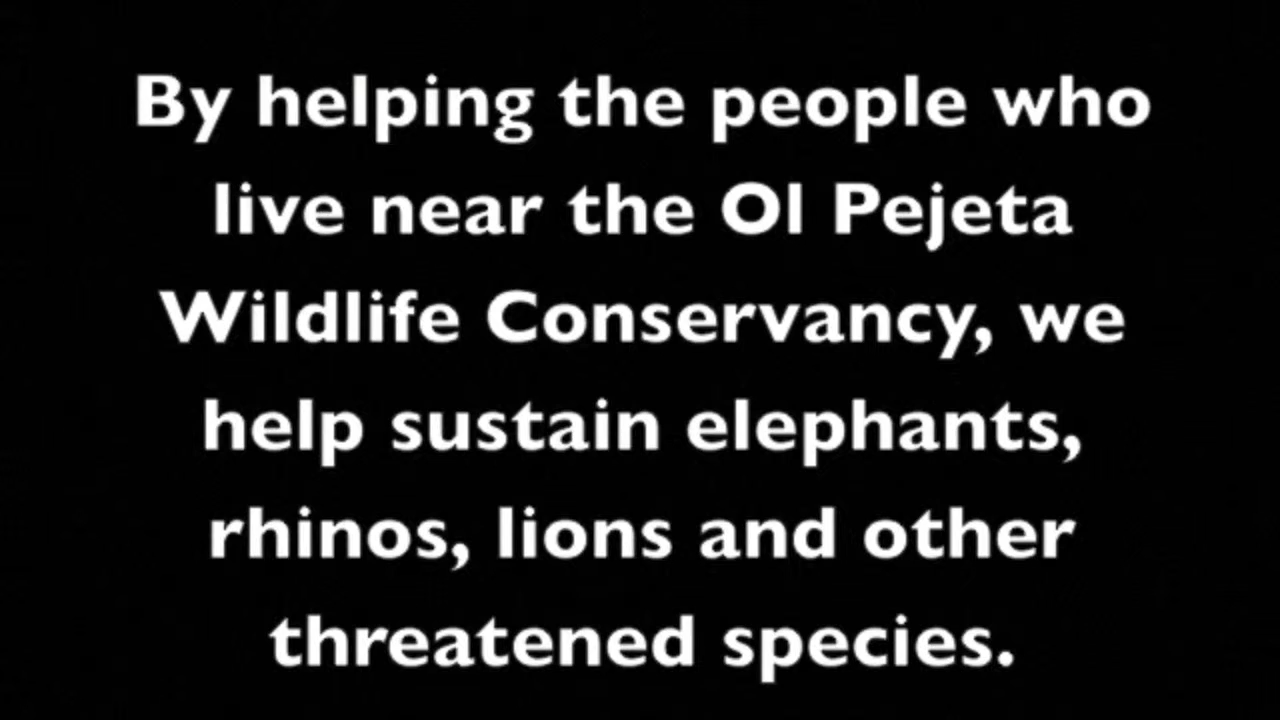 By helping the people who
live near the Ol Pejeta
Wildlife Conservancy, we
help sustain elephants,
rhinos, lions and other
threatened species.